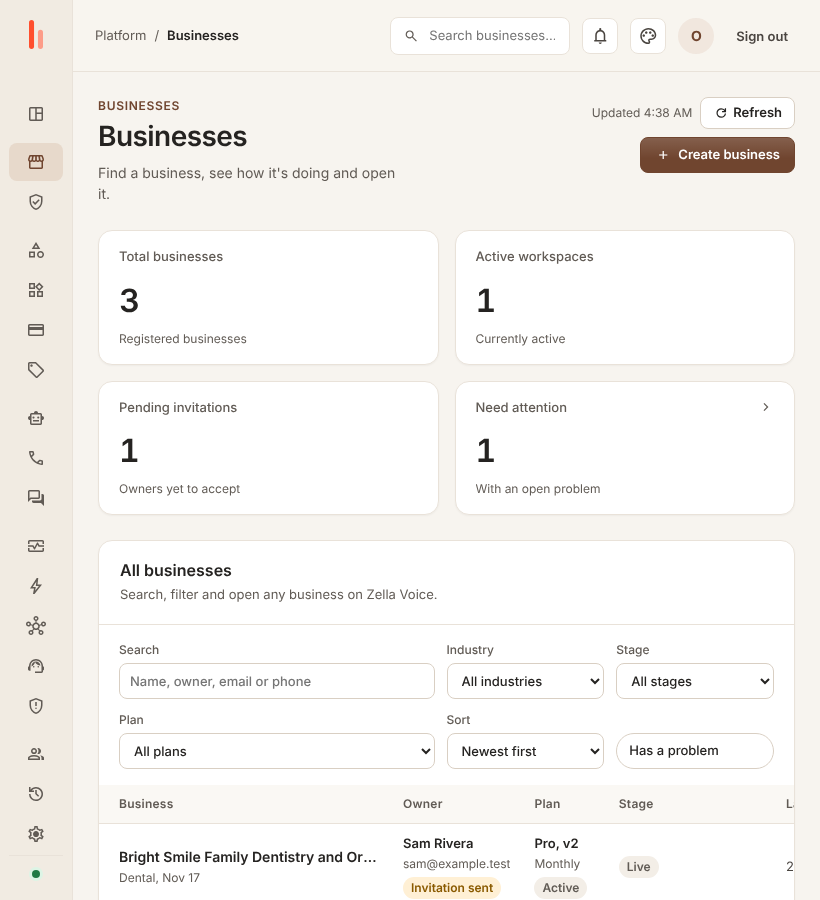 Platform / Businesses
Search businesses...
O
Sign out
BUSINESSES
Businesses
Find a business, see how it's doing and open
it.
Updated 4:38 AM
Refresh
Create business
Total businesses
3
Registered businesses
Active workspaces
1
Currently active
Pending invitations
1
Owners yet to accept
Need attention
1
With an open problem
All businesses
Search, filter and open any business on Zella Voice.
Search
Name, owner, email or phone
Industry
All industries
Stage
All stages
Plan
All plans
Sort
Newest first
Has a problem
Business Owner Plan Stage
Bright Smile Family Dentistry and Or...
Dental, Nov 17
Sam Rivera
sam@example.test
Invitation sent
Pro, v2
Monthly
Active
Live